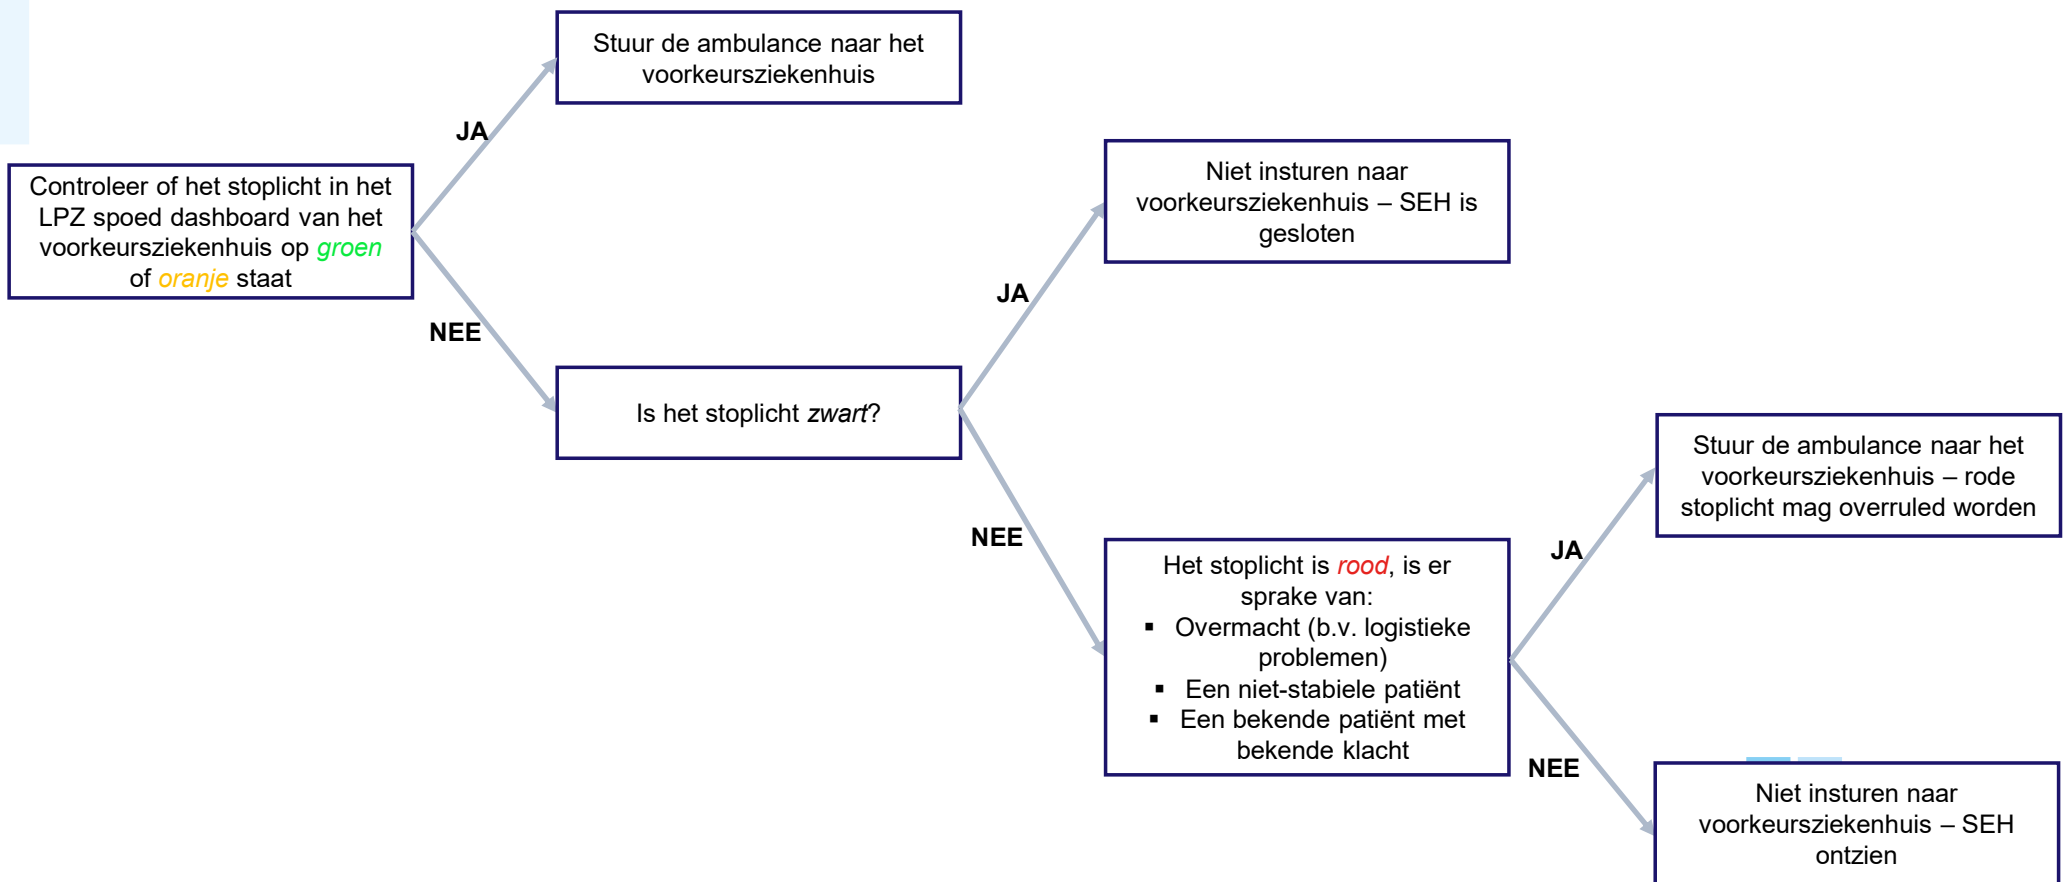 Stuur de ambulance naar het
voorkeursziekenhuis
JA
Controleer of het stoplicht in het
LPZ spoed dashboard van het
voorkeursziekenhuis op groen
of oranje staat
NEE
Niet insturen naar
voorkeursziekenhuis – SEH is
gesloten
JA
Is het stoplicht zwart?
NEE
Stuur de ambulance naar het
voorkeursziekenhuis – rode
stoplicht mag overruled worden
JA
Het stoplicht is rood, is er
sprake van:
▪ Overmacht (b.v. logistieke
problemen)
▪ Een niet-stabiele patiënt
▪ Een bekende patiënt met
bekende klacht
NEE
Niet insturen naar
voorkeursziekenhuis – SEH
ontzien